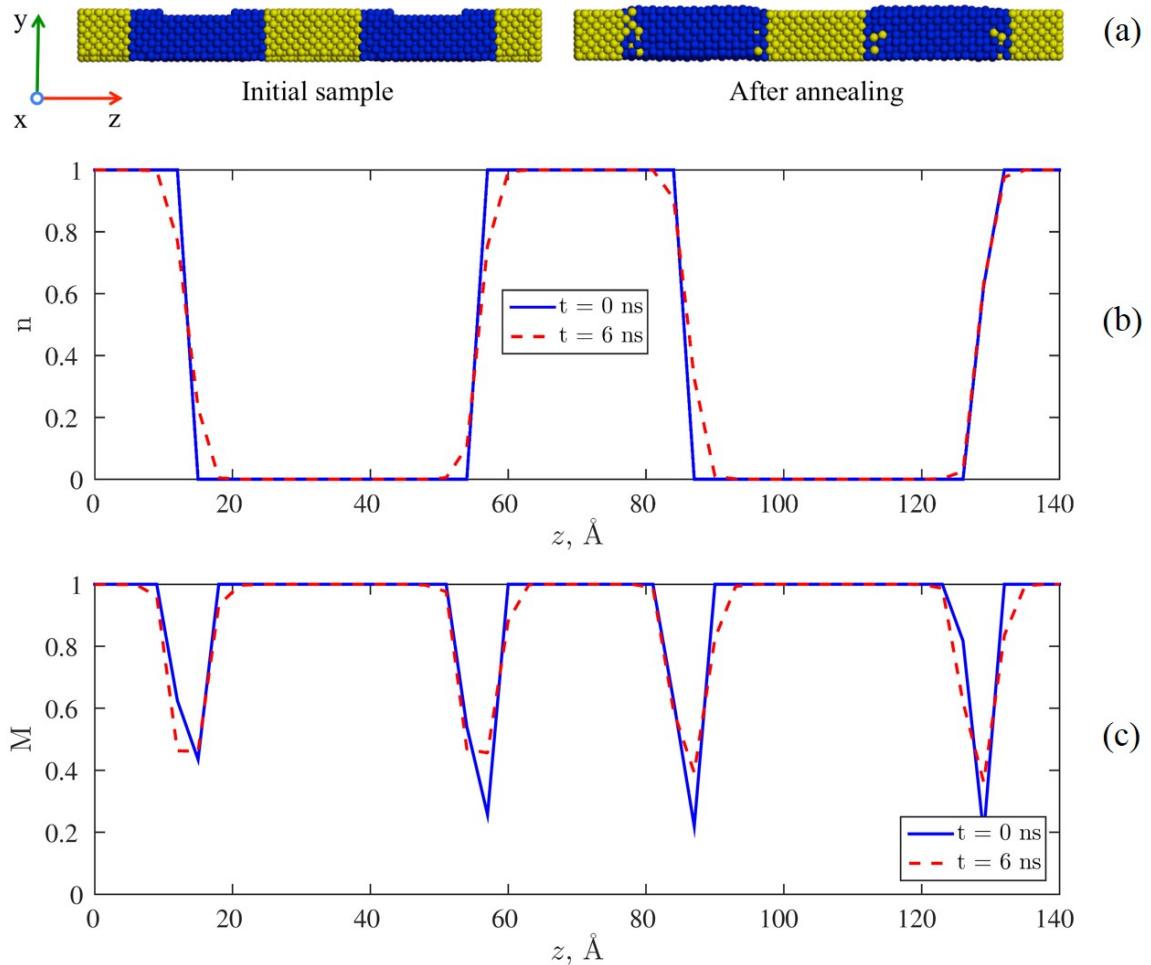 y
(a)
Initial sample
After annealing
x
z
1
0.8
0.6
0.4
0.2
0
n
t = 0 ns
t = 6 ns
(b)
0
20
40
60
80
100
120
140
z, Å
1
0.8
0.6
0.4
0.2
0
M
(c)
t = 0 ns
t = 6 ns
0
20
40
60
80
100
120
140
z, Å